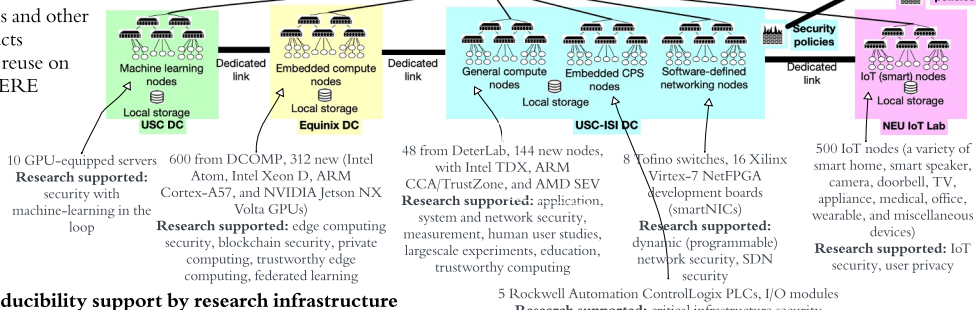 s and other
cts
reuse on
ERE
policies
Security
policies
Machine learning
nodes
Local storage
USC DC
Dedicated
link
Embedded compute
nodes
Local storage
Equinix DC
Dedicated
link
General compute
nodes
Embedded CPS
nodes
Software-defined
networking nodes
Local storage
USC-ISI DC
Dedicated
link
IoT (smart) nodes
Local storage
NEU IoT Lab
10 GPU-equipped servers
Research supported:
security with
machine-learning in the
loop
600 from DCOMP, 312 new (Intel
Atom, Intel Xeon D, ARM
Cortex-A57, and NVIDIA Jetson NX
Volta GPUs)
Research supported: edge computing
security, blockchain security, private
computing, trustworthy edge
computing, federated learning
48 from DeterLab, 144 new nodes,
with Intel TDX, ARM
CCA/TrustZone, and AMD SEV
Research supported: application,
system and network security,
measurement, human user studies,
largescale experiments, education,
trustworthy computing
8 Tofino switches, 16 Xilinx
Virtex-7 NetFPGA
development boards
(smartNICs)
Research supported:
dynamic (programmable)
network security, SDN
security
500 IoT nodes (a variety of
smart home, smart speaker,
camera, doorbell, TV,
appliance, medical, office,
wearable, and miscellaneous
devices)
Research supported: IoT
security, user privacy
5 Rockwell Automation ControlLogix PLCs, I/O modules
Research supported: critical infrastructure security
ducibility support by research infrastructure